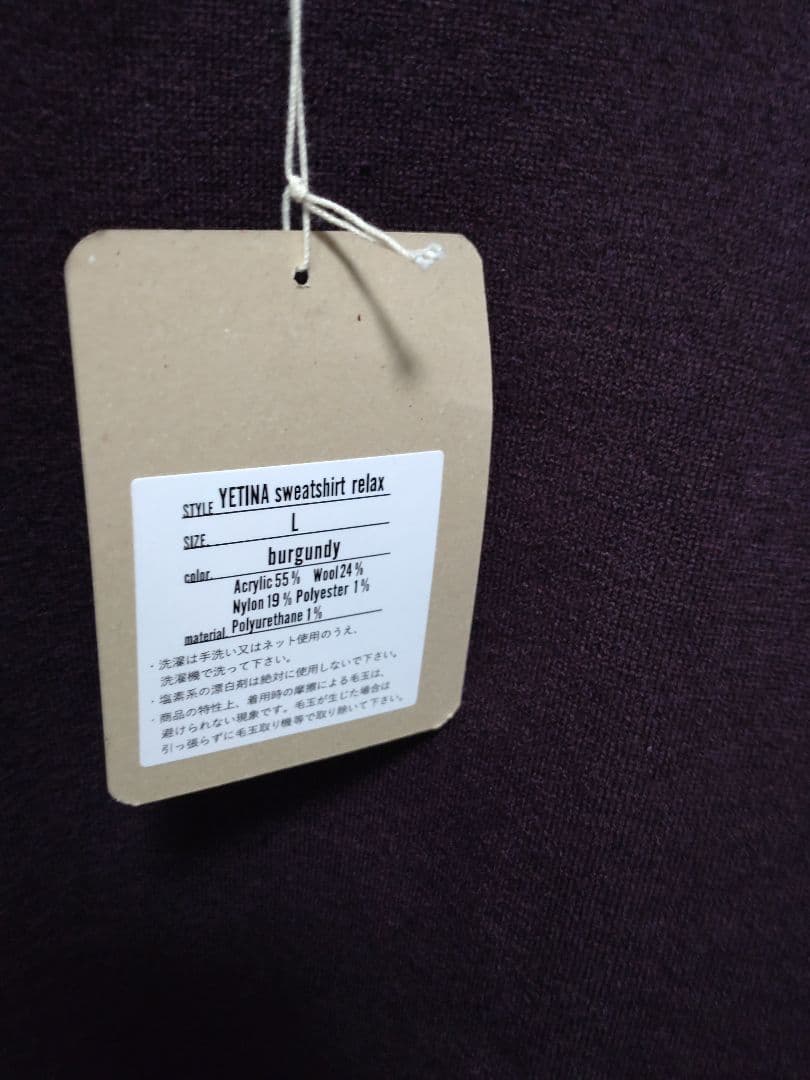 STYLE YETINA sweatshirt relax
SIZE. L
color. burgundy
Acrylic 55% Wool 24%
Nylon 19% Polyester 1%
material. Polyurethane 1%
・洗濯は手洗い又はネット使用のうえ、
洗濯機で洗って下さい。
・塩素系の漂白剤は絶対に使用しないで下さい。
・商品の特性上、着用時の摩擦による毛玉は、
避けられない現象です。毛玉が生じた場合は
引っ張らずに毛玉取り機等で取り除いて下さい。